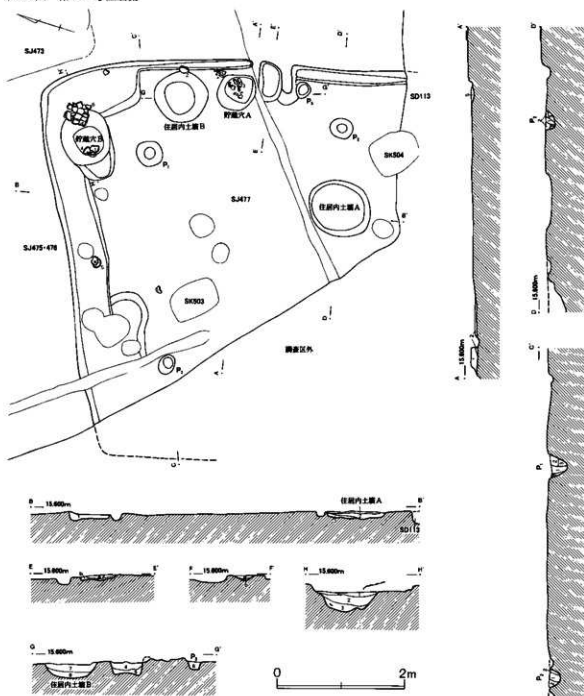 SJ473
A'
E'
D'
C
SD113
H
G
住居内土壙B
貯蔵穴A
P3
G'
貯蔵穴B
P1
E
P2
SK504
B
住居内土壙A
B'
SJ477
SJ475・476
SK503
D
調査区外
A
P2
C
A'
D'
A
15.600m
D
15.600m
C'
P1
住居内土壙A
B
15.600m
B'
SD113
E
15.600m
E'
F
15.600m
F'
H
15.600m
H'
G
15.600m
P3
G'
住居内土壙B
0
2m